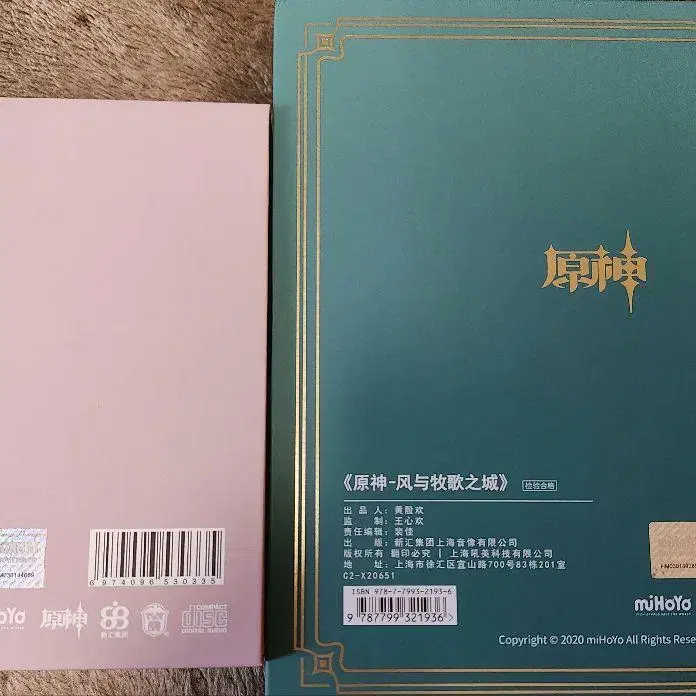 6 974096 530335
HM030144689
miHoYo
原神
新汇集团
COMPACT
disc
DIGITAL AUDIO
原神
《原神-风与牧歌之城》 检验合格
出 品 人：黄殷欢
监 制：王心欢
责任编辑：裴佳
出 版：新汇集团上海音像有限公司
版权所有 翻印必究 | 上海吼美科技有限公司
地 址：上海市徐汇区宜山路700号83栋201室
C2-X20651
ISBN 978-7-7993-2193-6
9 787799 321936 >
miHoYo
Copyright © 2020 miHoYo All Rights Rese